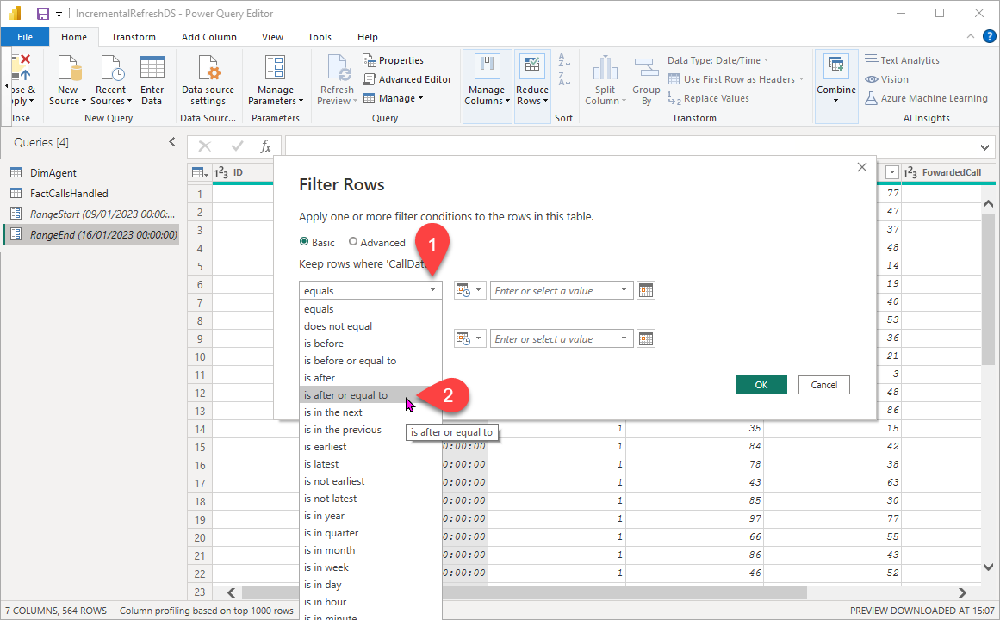 IncrementalRefreshDS - Power Query Editor
File Home Transform Add Column View Tools Help
ose & pply
New Source
Recent Sources
Enter Data
Data source settings
Manage Parameters
Refresh Preview
Properties
Advanced Editor
Manage
Manage Columns
Reduce Rows
Split Column
Group By
Data Type: Date/Time
Use First Row as Headers
Replace Values
Combine
Text Analytics
Vision
Azure Machine Learning
lose New Query Data Sourc... Parameters Query Sort Transform AI Insights
Queries [4]
fx
DimAgent
FactCallsHandled
RangeStart (09/01/2023 00:00:...
RangeEnd (16/01/2023 00:00:00)
1²3 ID
1²3 FowardedCall
Filter Rows
Apply one or more filter conditions to the rows in this table.
Basic Advanced
1
Keep rows where 'CallDat
equals Enter or select a value
equals
does not equal
is before Enter or select a value
is before or equal to
is after
OK Cancel
is after or equal to
2
is in the next
is in the previous
is after or equal to
is earliest
is latest
is not earliest
is not latest
is in year
is in quarter
is in month
is in week
is in day
is in hour
is in minute
1 77
2 47
3 37
4 48
5 14
6 19
7 40
8 53
9 36
10 21
11 3
12 48
13 86
14 1 35 15
15 0:00:00 1 84 42
16 0:00:00 1 78 38
17 0:00:00 1 43 63
18 0:00:00 1 85 30
19 0:00:00 1 97 77
20 0:00:00 1 66 55
21 0:00:00 1 86 43
22 0:00:00 1 46 52
23
7 COLUMNS, 564 ROWS Column profiling based on top 1000 rows PREVIEW DOWNLOADED AT 15:07